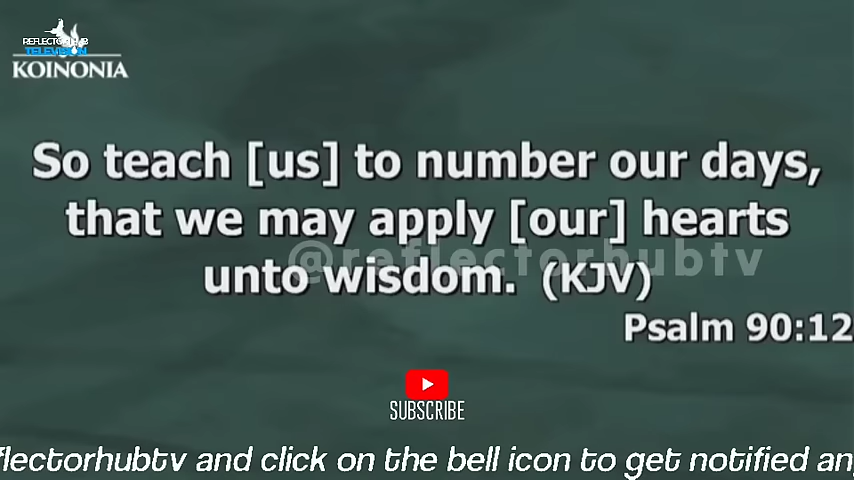 REFLECTOR HUB
TELEVISION
KOINONIA
So teach [us] to number our days,
that we may apply [our] hearts
unto wisdom. (KJV)
@reflectorhubtv
Psalm 90:12
SUBSCRIBE
flectorhubtv and click on the bell icon to get notified an